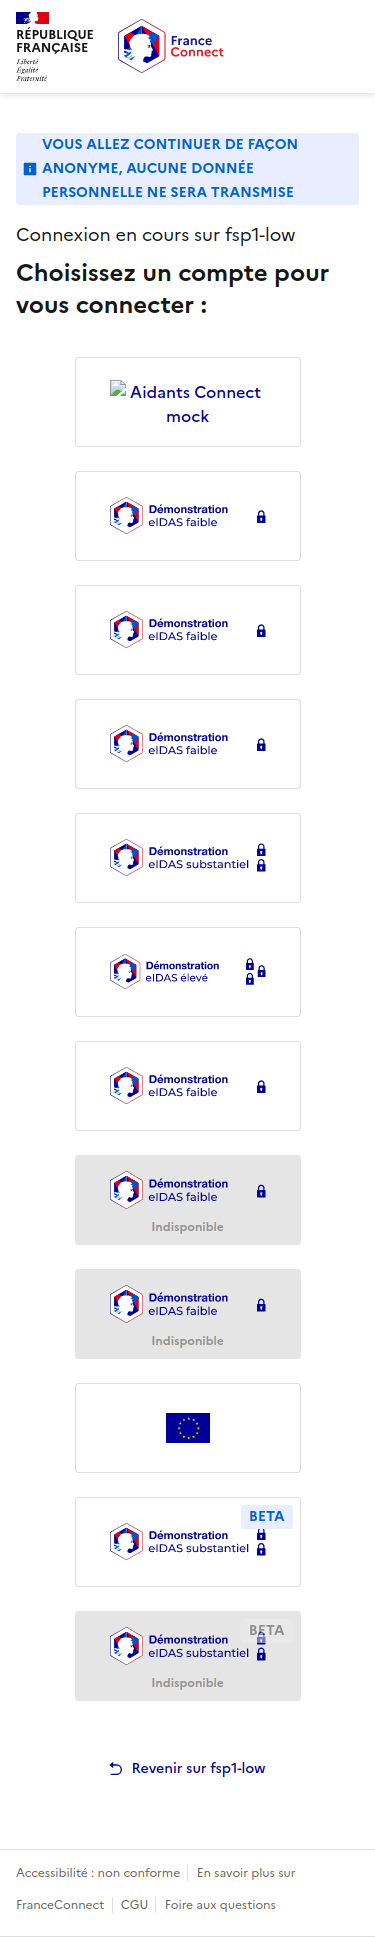 RÉPUBLIQUE
FRANÇAISE
Liberté
Égalité
Fraternité
France
Connect
VOUS ALLEZ CONTINUER DE FAÇON
ANONYME, AUCUNE DONNÉE
PERSONNELLE NE SERA TRANSMISE
Connexion en cours sur fsp1-low
Choisissez un compte pour
vous connecter :
Aidants Connect
mock
Démonstration
eIDAS faible
Démonstration
eIDAS faible
Démonstration
eIDAS faible
Démonstration
eIDAS substantiel
Démonstration
eIDAS élevé
Démonstration
eIDAS faible
Démonstration
eIDAS faible
Indisponible
Démonstration
eIDAS faible
Indisponible
BETA
Démonstration
eIDAS substantiel
BETA
Démonstration
eIDAS substantiel
Indisponible
Revenir sur fsp1-low
Accessibilité : non conforme
En savoir plus sur
FranceConnect
CGU
Foire aux questions